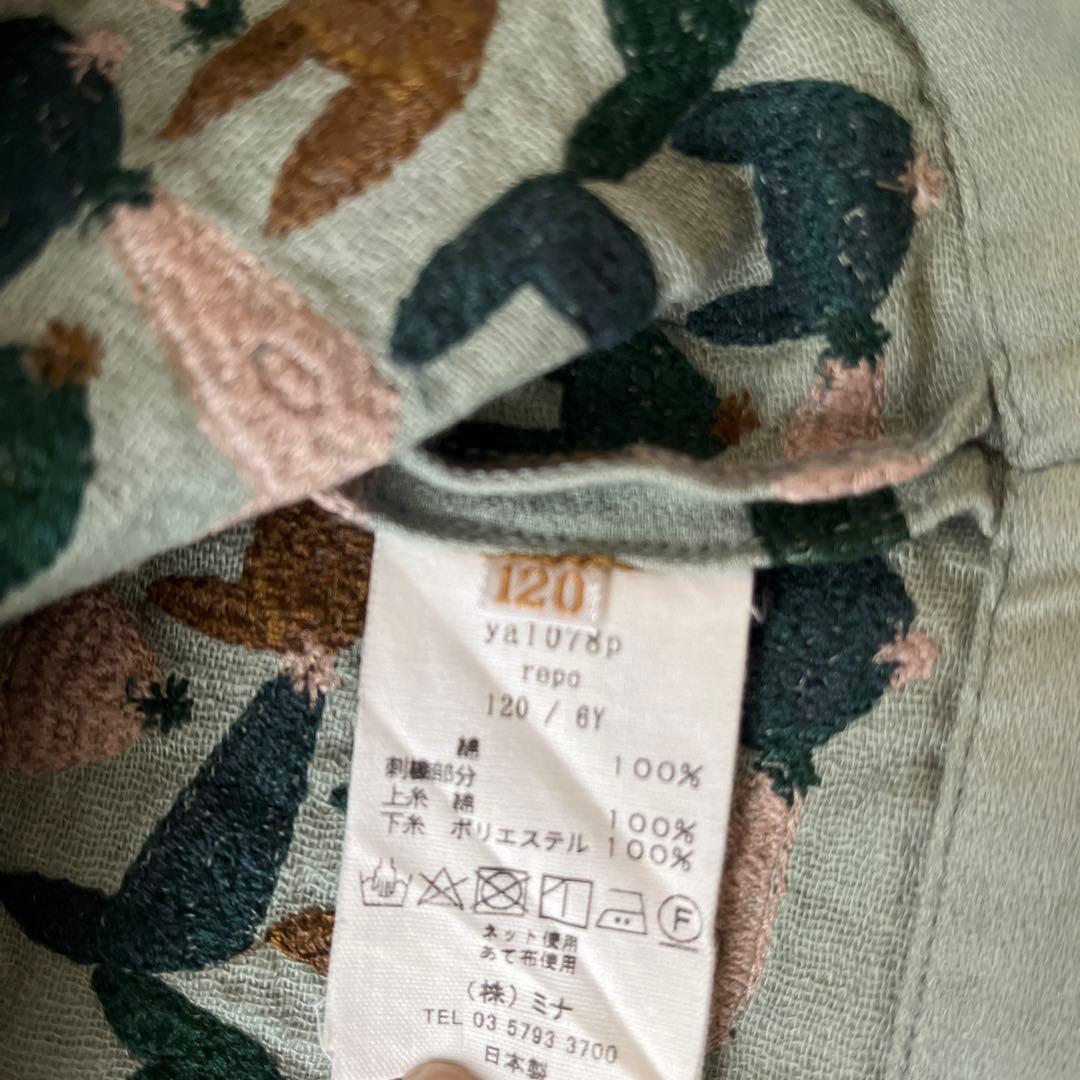 120
ya1078p
repo
120 / 6Y
綿 100%
刺繍部分
上糸 綿 100%
下糸 ポリエステル 100%
F
ネット使用
あて布使用
(株)ミナ
TEL 03 5793 3700
日本製